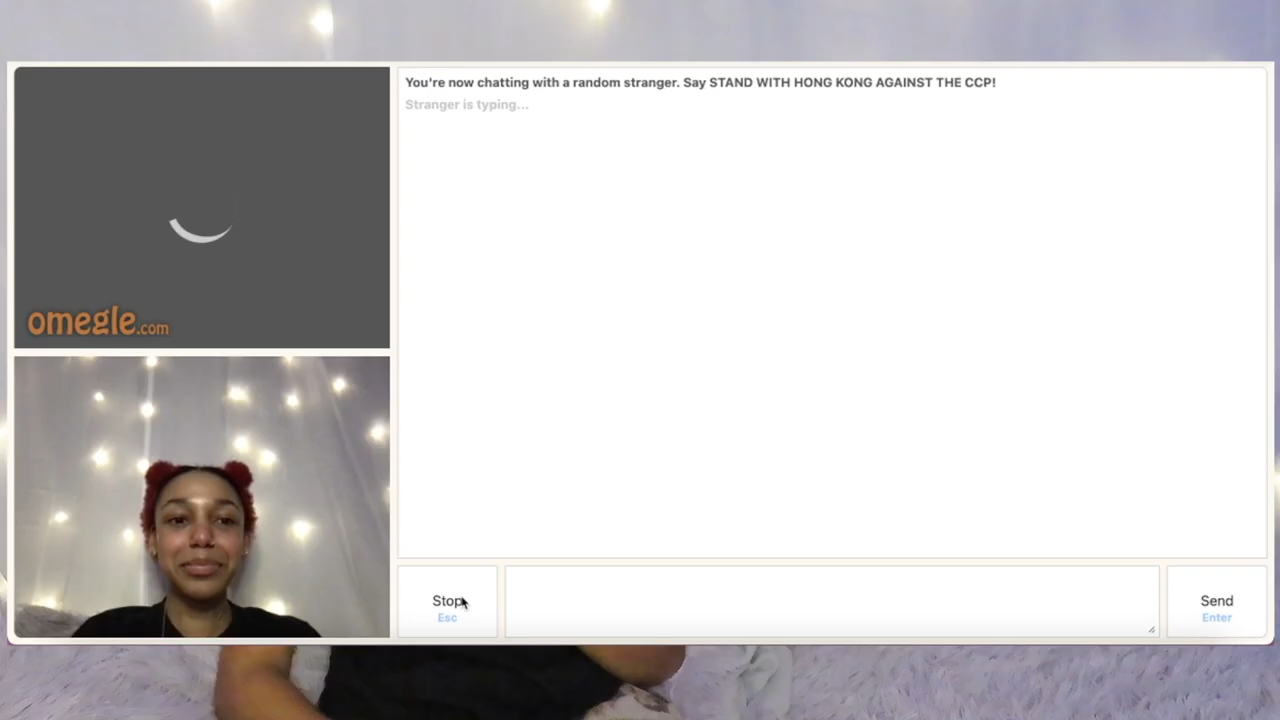 You're now chatting with a random stranger. Say STAND WITH HONG KONG AGAINST THE CCP!
Stranger is typing...
omegle.com
Stop
Esc
Send
Enter